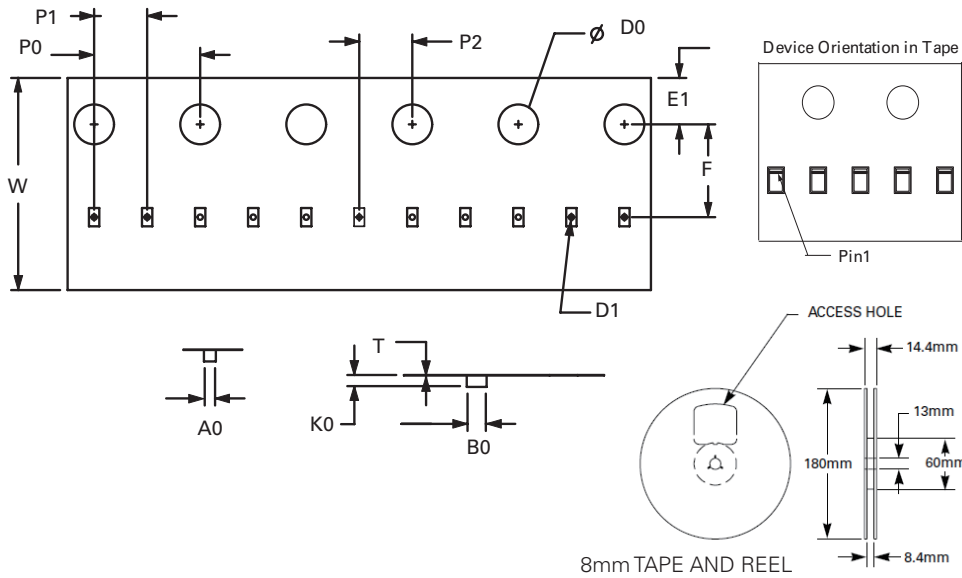 P1
P0
P2
ø D0
E1
W
F
D1
T
K0
A0
B0
Device Orientation in Tape
Pin1
ACCESS HOLE
14.4mm
13mm
180mm
60mm
8.4mm
8mm TAPE AND REEL